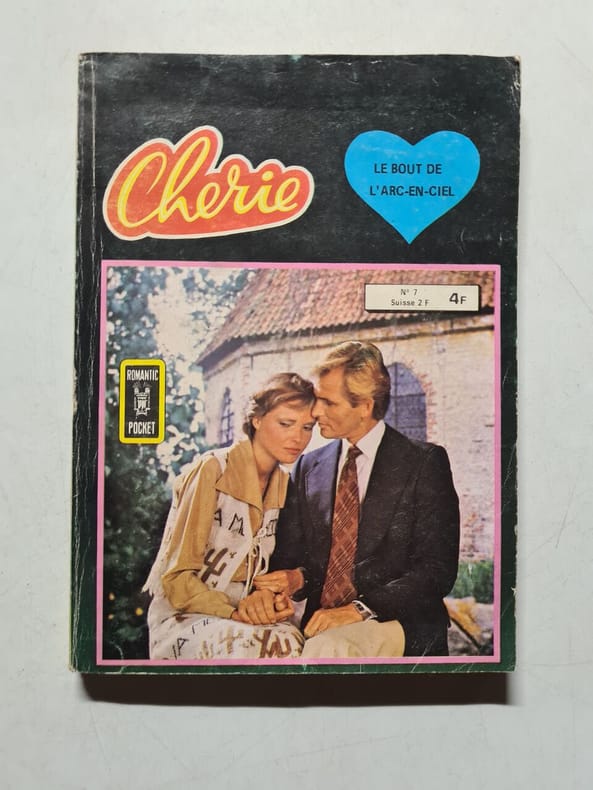 Cherie
LE BOUT DE
L'ARC-EN-CIEL
N° 7
Suisse 2 F
4F
ROMANTIC
POCKET